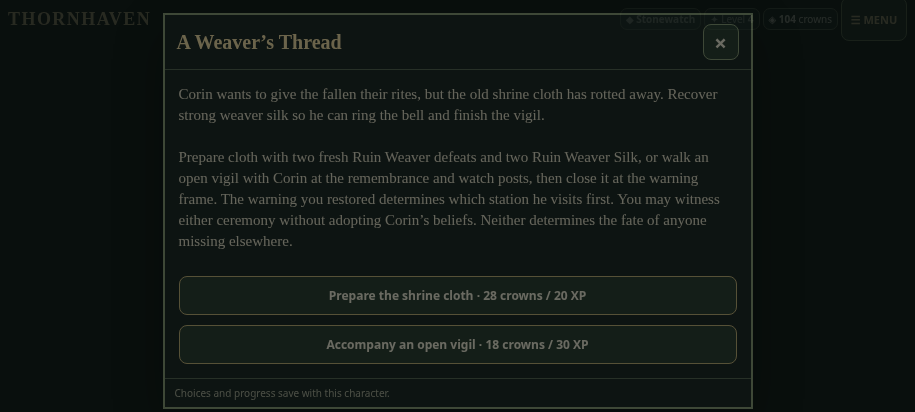 THORNHAVEN
◆ Stonewatch
✦ Level 4
◈ 104 crowns
☰ MENU
A Weaver’s Thread
×
Corin wants to give the fallen their rites, but the old shrine cloth has rotted away. Recover
strong weaver silk so he can ring the bell and finish the vigil.
Prepare cloth with two fresh Ruin Weaver defeats and two Ruin Weaver Silk, or walk an
open vigil with Corin at the remembrance and watch posts, then close it at the warning
frame. The warning you restored determines which station he visits first. You may witness
either ceremony without adopting Corin’s beliefs. Neither determines the fate of anyone
missing elsewhere.
Prepare the shrine cloth · 28 crowns / 20 XP
Accompany an open vigil · 18 crowns / 30 XP
Choices and progress save with this character.